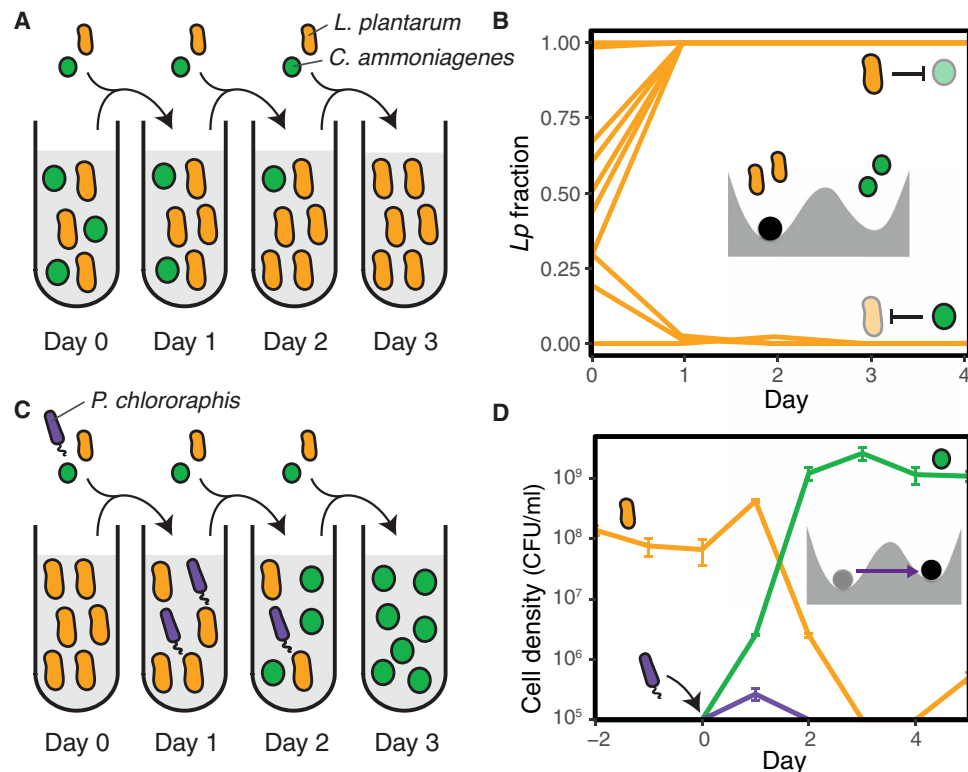 A
L. plantarum
C. ammoniagenes
Day 0 Day 1 Day 2 Day 3
B
1.00
0.75
0.50
0.25
0.00
Lp fraction
0 1 2 3 4
Day
C
P. chlororaphis
Day 0 Day 1 Day 2 Day 3
D
10⁹
10⁸
10⁷
10⁶
10⁵
Cell density (CFU/ml)
−2 0 2 4
Day